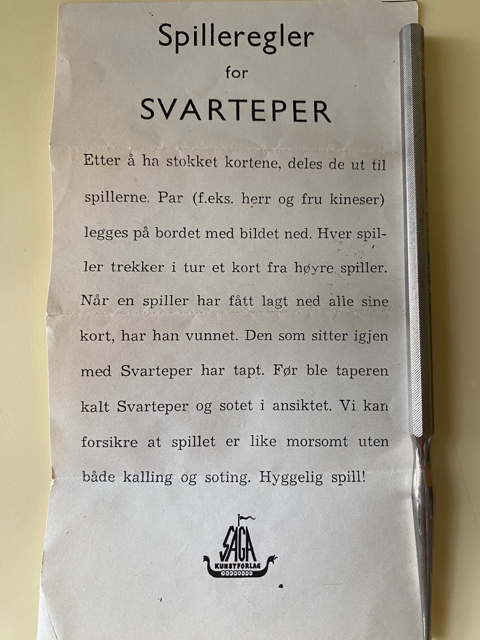 Spilleregler
for
SVARTEPER
Etter å ha stokket kortene, deles de ut til
spillerne. Par (f.eks. herr og fru kineser)
legges på bordet med bildet ned. Hver spil-
ler trekker i tur et kort fra høyre spiller.
Når en spiller har fått lagt ned alle sine
kort, har han vunnet. Den som sitter igjen
med Svarteper har tapt. Før ble taperen
kalt Svarteper og sotet i ansiktet. Vi kan
forsikre at spillet er like morsomt uten
både kalling og soting. Hyggelig spill!
SAGA
KUNSTFORLAG